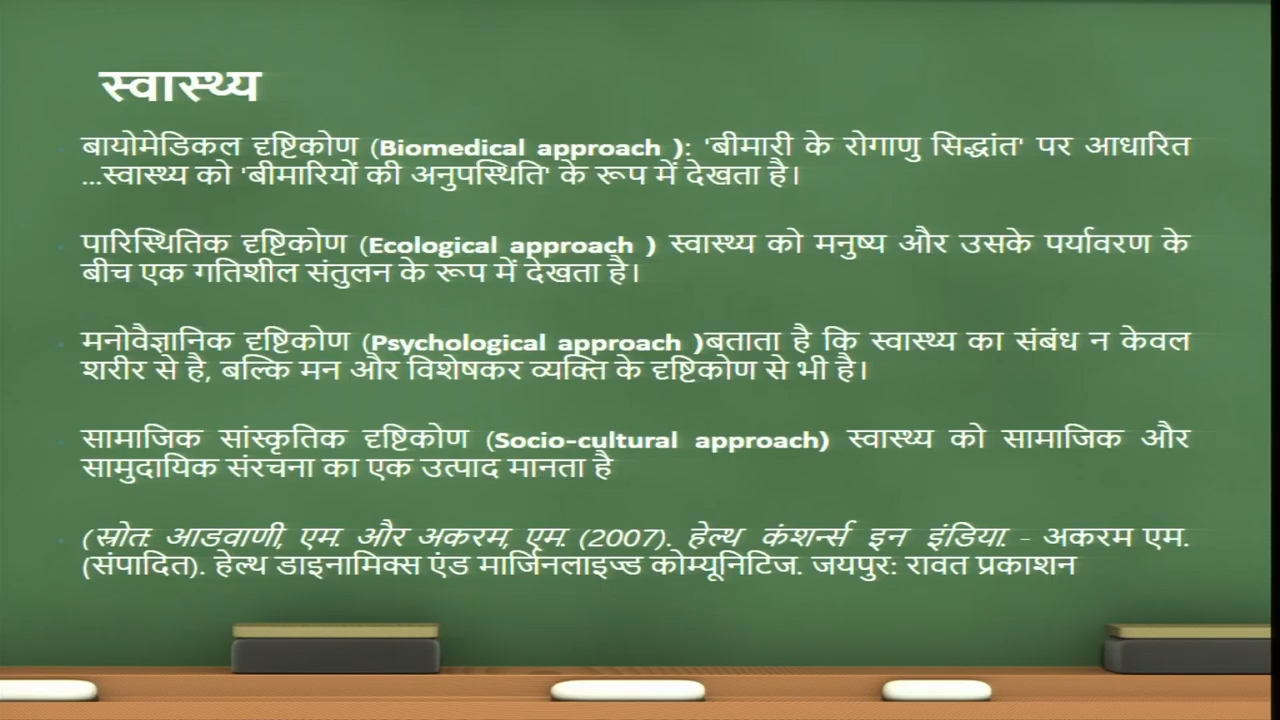 स्वास्थ्य
बायोमेडिकल दृष्टिकोण (Biomedical approach ): 'बीमारी के रोगाणु सिद्धांत' पर आधारित
...स्वास्थ्य को 'बीमारियों की अनुपस्थिति' के रूप में देखता है।
पारिस्थितिक दृष्टिकोण (Ecological approach ) स्वास्थ्य को मनुष्य और उसके पर्यावरण के
बीच एक गतिशील संतुलन के रूप में देखता है।
मनोवैज्ञानिक दृष्टिकोण (Psychological approach )बताता है कि स्वास्थ्य का संबंध न केवल
शरीर से है, बल्कि मन और विशेषकर व्यक्ति के दृष्टिकोण से भी है।
सामाजिक सांस्कृतिक दृष्टिकोण (Socio-cultural approach) स्वास्थ्य को सामाजिक और
सामुदायिक संरचना का एक उत्पाद मानता है
(स्रोत: आडवाणी, एम. और अकरम, एम. (2007). हेल्थ कंशर्न्स इन इंडिया. - अकरम एम.
(संपादित). हेल्थ डाइनामिक्स एंड मार्जिनलाइज्ड कोम्यूनिटिज. जयपुर: रावत प्रकाशन